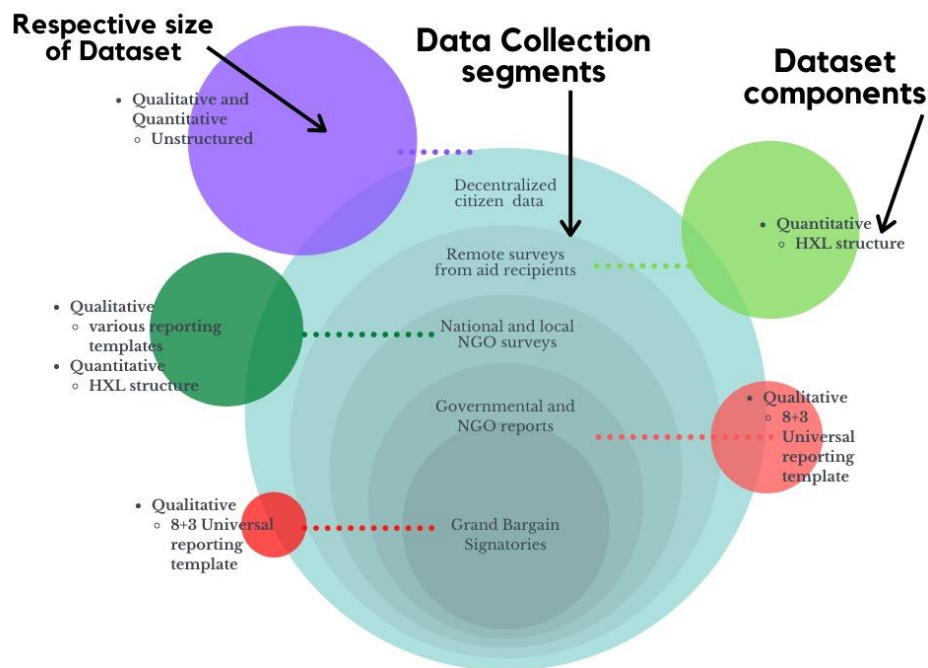 Respective size
of Dataset
Data Collection
segments
Dataset
components
• Qualitative and
Quantitative
◦ Unstructured
Decentralized
citizen data
• Quantitative
◦ HXL structure
Remote surveys
from aid recipients
• Qualitative
◦ various reporting
templates
• Quantitative
◦ HXL structure
National and local
NGO surveys
Governmental and
NGO reports
• Qualitative
◦ 8+3
Universal
reporting
template
• Qualitative
◦ 8+3 Universal
reporting
template
Grand Bargain
Signatories